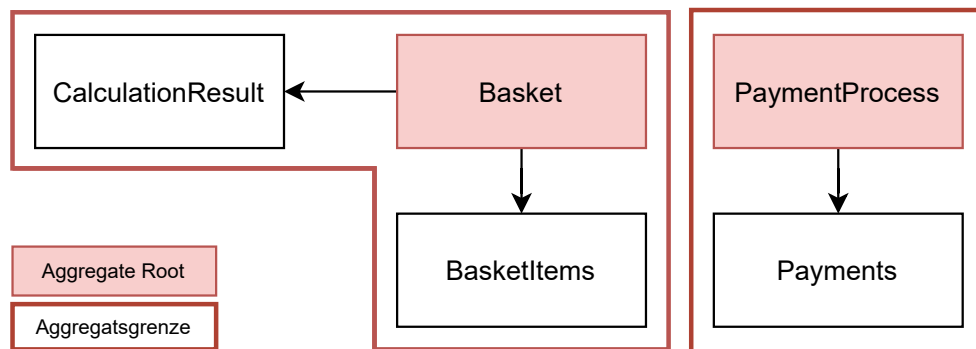 CalculationResult
Basket
PaymentProcess
BasketItems
Payments
Aggregate Root
Aggregatsgrenze